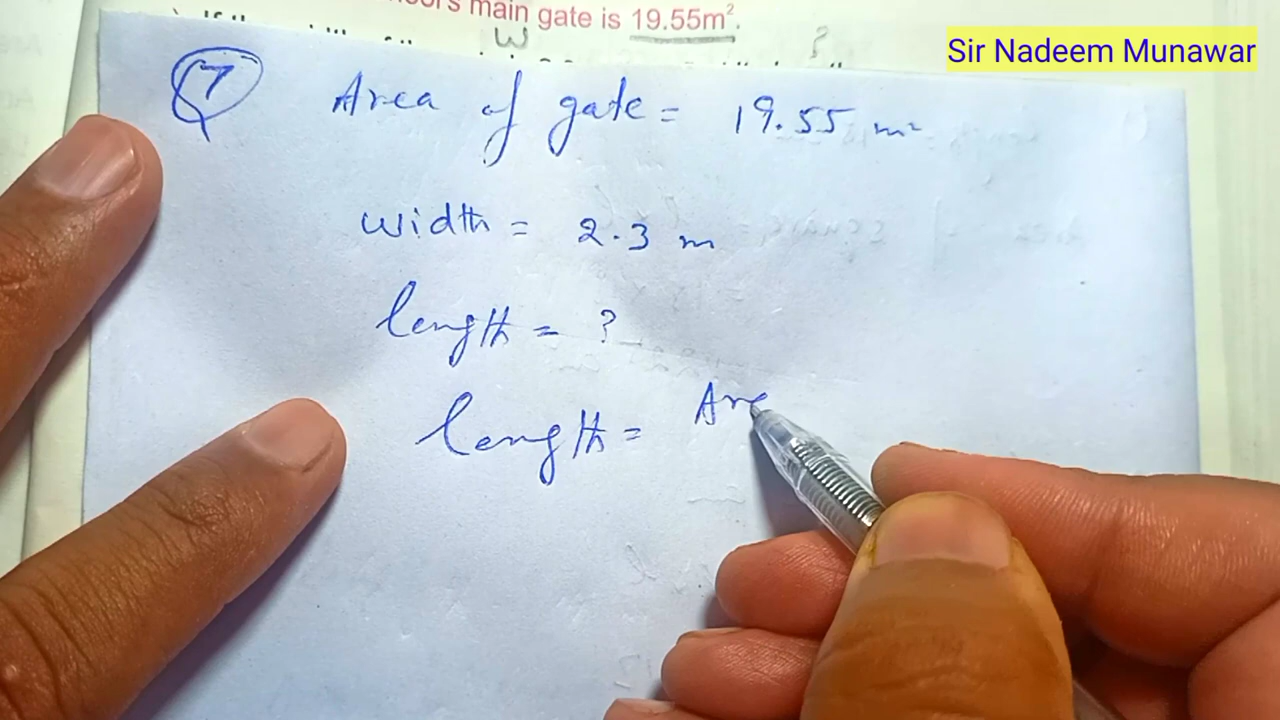 main gate is 19.55m².
W ?
Sir Nadeem Munawar
7 Area of gate = 19.55 m²
width = 2.3 m
length = ?
length = Are